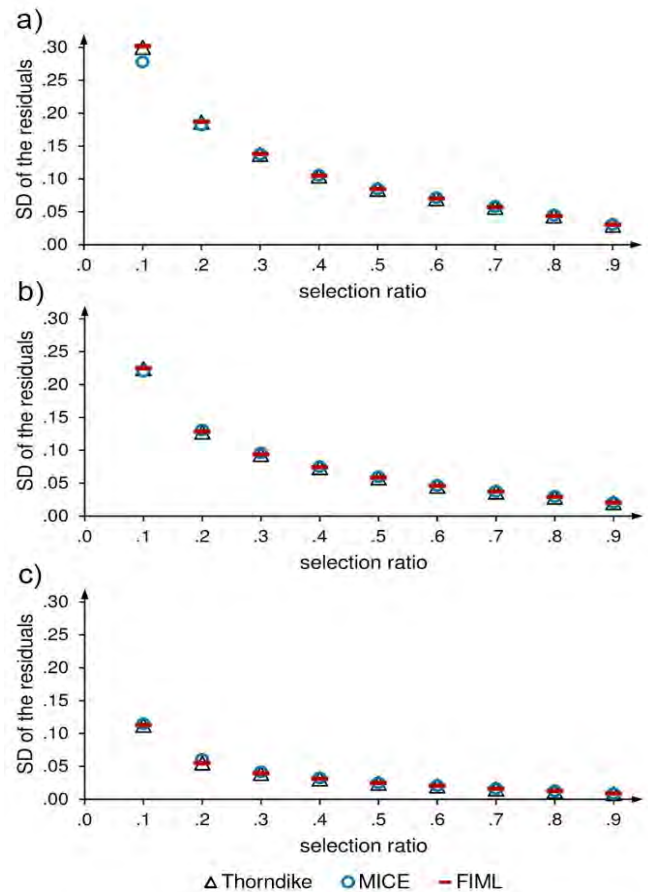 a)
.30
.25
.20
.15
.10
.05
.00
SD of the residuals
.0 .1 .2 .3 .4 .5 .6 .7 .8 .9
selection ratio
b)
.30
.25
.20
.15
.10
.05
.00
SD of the residuals
.0 .1 .2 .3 .4 .5 .6 .7 .8 .9
selection ratio
c)
.30
.25
.20
.15
.10
.05
.00
SD of the residuals
.0 .1 .2 .3 .4 .5 .6 .7 .8 .9
selection ratio
Thorndike MICE FIML